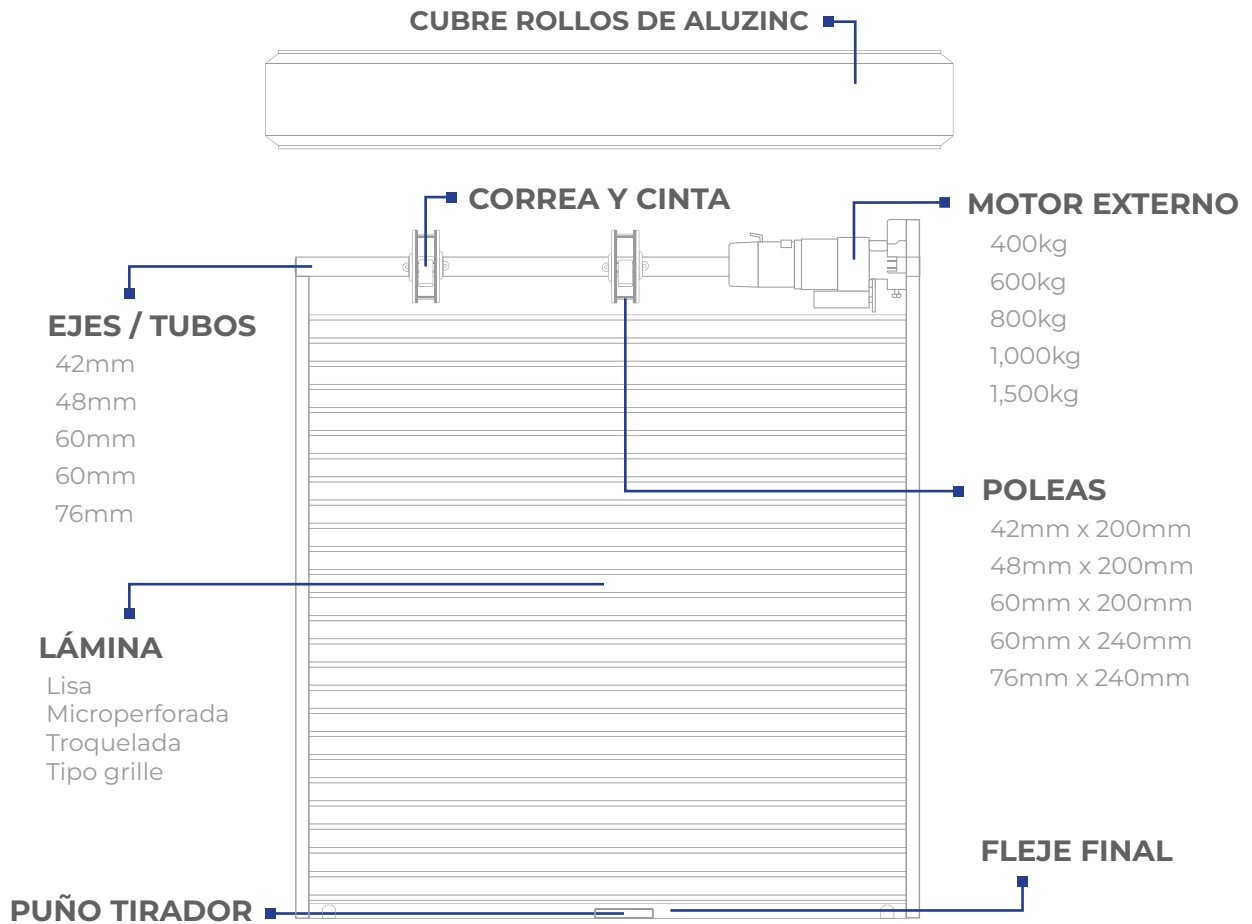 CUBRE ROLLOS DE ALUZINC
CORREA Y CINTA
MOTOR EXTERNO
400kg
600kg
800kg
1,000kg
1,500kg
EJES / TUBOS
42mm
48mm
60mm
60mm
76mm
POLEAS
42mm x 200mm
48mm x 200mm
60mm x 200mm
60mm x 240mm
76mm x 240mm
LÁMINA
Lisa
Microperforada
Troquelada
Tipo grille
FLEJE FINAL
PUÑO TIRADOR